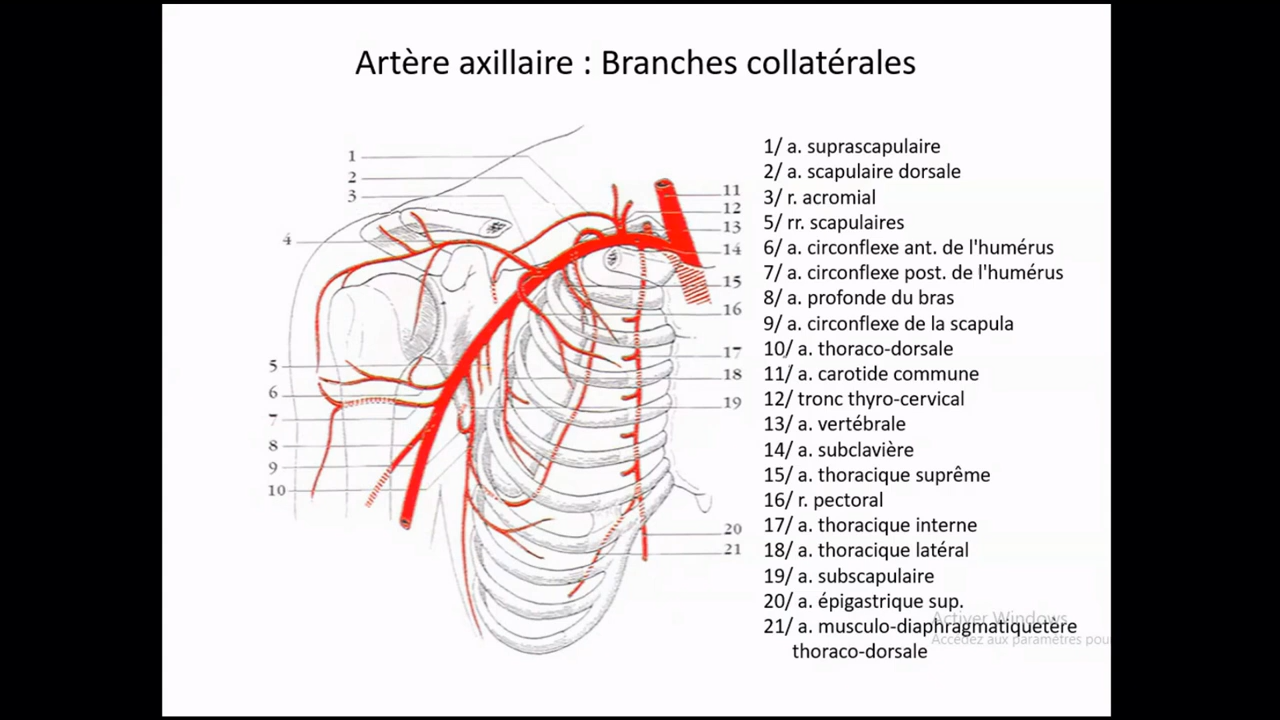 Artère axillaire : Branches collatérales
1
2
3
4
5
6
7
8
9
10
11
12
13
14
15
16
17
18
19
20
21
1/ a. suprascapulaire
2/ a. scapulaire dorsale
3/ r. acromial
5/ rr. scapulaires
6/ a. circonflexe ant. de l'humérus
7/ a. circonflexe post. de l'humérus
8/ a. profonde du bras
9/ a. circonflexe de la scapula
10/ a. thoraco-dorsale
11/ a. carotide commune
12/ tronc thyro-cervical
13/ a. vertébrale
14/ a. subclavière
15/ a. thoracique suprême
16/ r. pectoral
17/ a. thoracique interne
18/ a. thoracique latéral
19/ a. subscapulaire
20/ a. épigastrique sup.
21/ a. musculo-diaphragmatiquetère
thoraco-dorsale
Activer Windows
Accédez aux paramètres pou